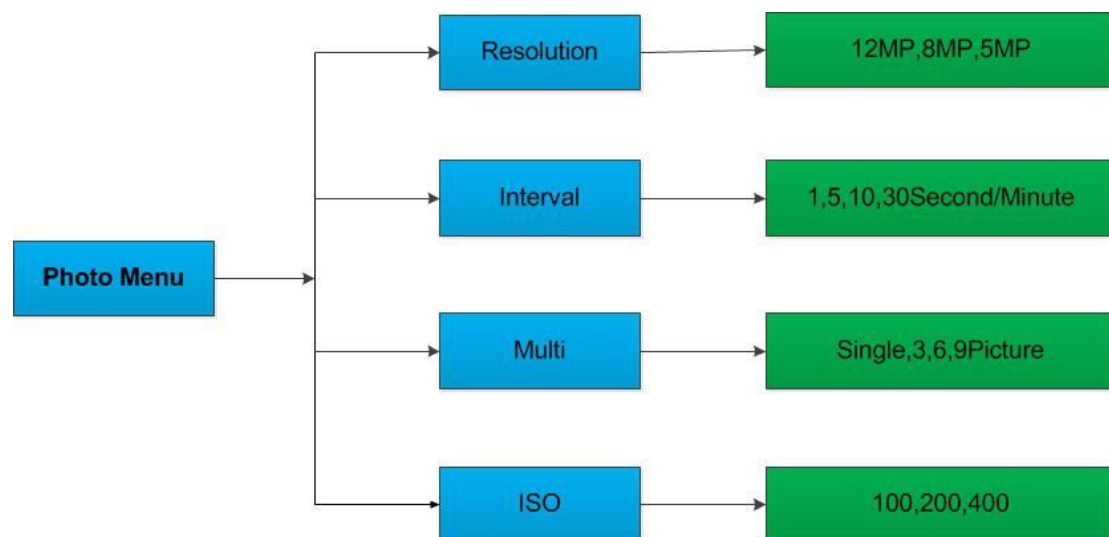 Resolution
12MP,8MP,5MP
Interval
1,5,10,30Second/Minute
Photo Menu
Multi
Single,3,6,9Picture
ISO
100,200,400